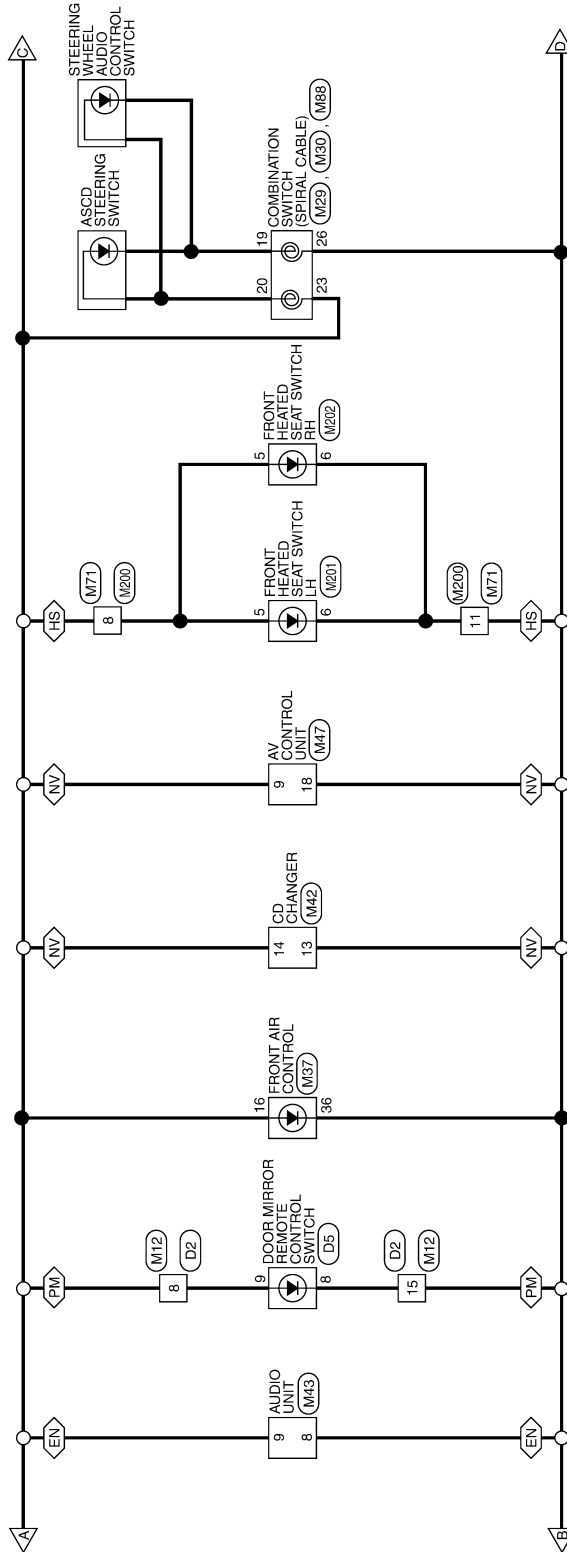 C
D
STEERING
WHEEL
AUDIO
CONTROL
SWITCH
ASCD
STEERING
SWITCH
20 19
COMBINATION
SWITCH
(SPIRAL CABLE)
M29 , M30 , M88
23 26
FRONT
HEATED
SEAT SWITCH
RH
M202
5
6
HS
8
M71
M200
FRONT
HEATED
SEAT SWITCH
LH
M201
5
6
11
M200
M71
HS
NV
9
18
AV
CONTROL
UNIT
M47
NV
NV
14
13
CD
CHANGER
M42
NV
16
36
FRONT AIR
CONTROL
M37
PM
8
M12
D2
9
8
DOOR MIRROR
REMOTE
CONTROL
SWITCH
D5
15
D2
M12
PM
EN
9
8
AUDIO
UNIT
M43
EN
A
B